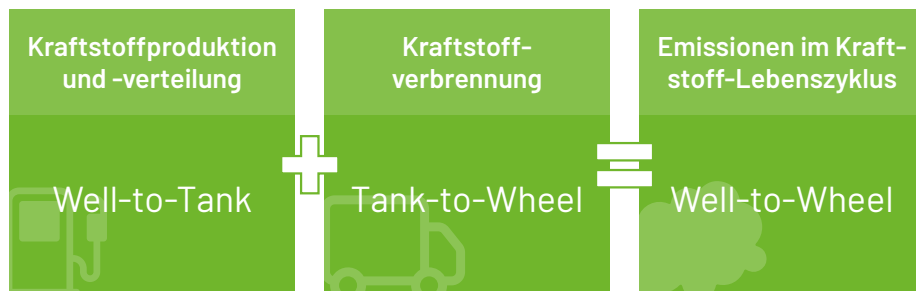 Kraftstoffproduktion
und -verteilung
Well-to-Tank
Kraftstoff-
verbrennung
Tank-to-Wheel
Emissionen im Kraft-
stoff-Lebenszyklus
Well-to-Wheel